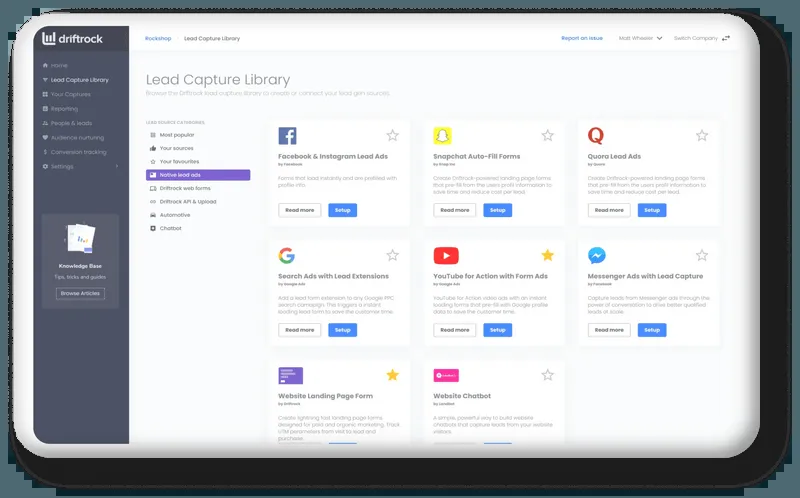 driftrock
Rockshop
Lead Capture Library
Report an issue
Matt Wheeler
Switch Company
Home
Lead Capture Library
Your Captures
Reporting
People & leads
Audience nurturing
Conversion tracking
Settings
Knowledge Base
Tips, tricks and guides
Browse Articles
Lead Capture Library
Browse the Driftrock lead capture library to create or connect your lead gen sources.
LEAD SOURCE CATEGORIES
Most popular
Your sources
Your favourites
Native lead ads
Driftrock web forms
Driftrock API & Upload
Automotive
Chatbot
Facebook & Instagram Lead Ads
by Facebook
Forms that load instantly and are prefilled with
profile info.
Read more
Setup
Snapchat Auto-Fill Forms
by Snap Inc
Create Driftrock-powered landing page forms
that pre-fill from the users profil information to
save time and reduce cost per lead.
Read more
Setup
Quora Lead Ads
by Quora
Create Driftrock-powered landing page forms
that pre-fill from the users profil information to
save time and reduce cost per lead.
Read more
Setup
Search Ads with Lead Extensions
by Google Ads
Add a lead form extension to any Google PPC
search campaign. This triggers a instant
loading lead form to save the customer time.
Read more
Setup
YouTube for Action with Form Ads
by Google Ads
YouTube for Action video ads with an instant
loading forms that pre-fill with Google profile
data to save the customer time.
Read more
Setup
Messenger Ads with Lead Capture
by Facebook
Capture leads from Messenger ads through the
power of conversation to drive better qualified
leads at scale.
Read more
Setup
Website Landing Page Form
by Driftrock
Create lightning fast landing page forms,
designed for paid and organic marketing. Track
UTM parameters from visit to lead and
purchase.
Website Chatbot
by Landbot
A simple, powerful way to build website
chatbots that capture leads from your website
visitors.